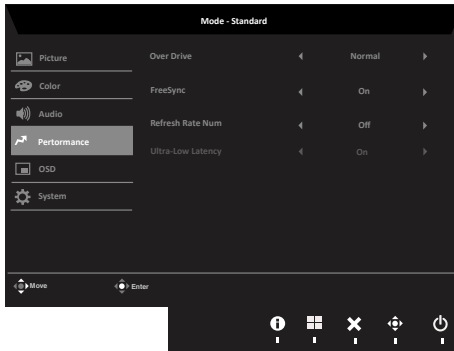 Mode - Standard
Picture
Over Drive Normal
Color
FreeSync On
Audio
Refresh Rate Num Off
Pertormance
Ultra-Low Latency On
OSD
System
Move Enter